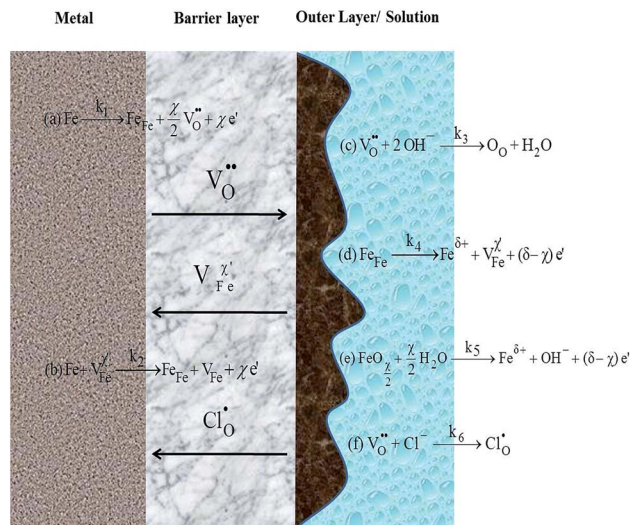 Metal
Barrier layer
Outer Layer/ Solution
(a) Fe k₁⟶ Fe_Fe + χ/2 V_O^•• + χ e'
(c) V_O^•• + 2 OH⁻ k₃⟶ O_O + H₂O
V_O^••
(d) Fe_Fe k₄⟶ Fe^δ+ + V_Fe^χ' + (δ− χ) e'
V_Fe^χ'
(e) FeO_χ/2 + χ/2 H₂O k₅⟶ Fe^δ+ + OH⁻ + (δ− χ) e'
(b) Fe + V_Fe^χ' k₂⟶ Fe_Fe + V_Fe + χ e'
Cl_O^•
(f) V_O^•• + Cl⁻ k₆⟶ Cl_O^•